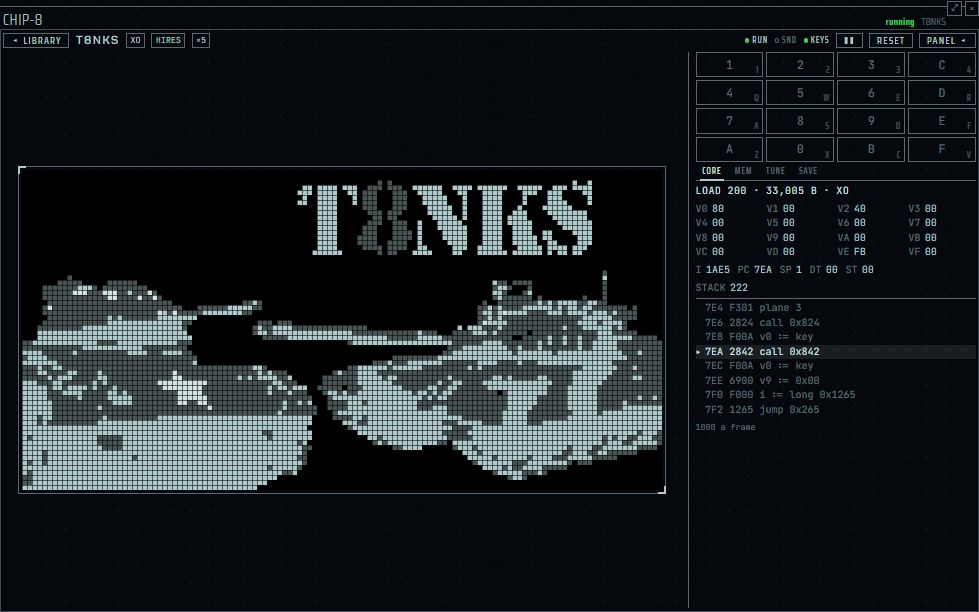 CHIP-8
running T8NKS
◂ LIBRARY T8NKS XO HIRES ×5
RUN SND KEYS ▮▮ RESET PANEL ◂
1 1 2 2 3 3 C 4
4 Q 5 W 6 E D R
7 A 8 S 9 D E F
A Z 0 X B C F V
CORE MEM TUNE SAVE
LOAD 200 · 33,005 B · XO
V0 80 V1 00 V2 40 V3 00
V4 00 V5 00 V6 00 V7 00
V8 00 V9 00 VA 00 VB 00
VC 00 VD 00 VE FB VF 00
I 1AE5 PC 7EA SP 1 DT 00 ST 00
STACK 222
7E4 F301 plane 3
7E6 2824 call 0x824
7E8 F00A v0 := key
▸ 7EA 2842 call 0x842
7EC F00A v0 := key
7EE 6900 v9 := 0x00
7F0 F000 i := long 0x1265
7F2 1265 jump 0x265
1000 a frame
T8NKS